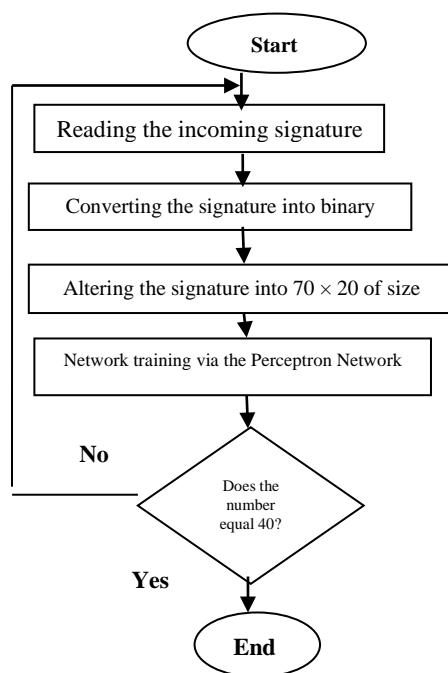 Start
Reading the incoming signature
Converting the signature into binary
Altering the signature into 70 × 20 of size
Network training via the Perceptron Network
No
Does the
number
equal 40?
Yes
End